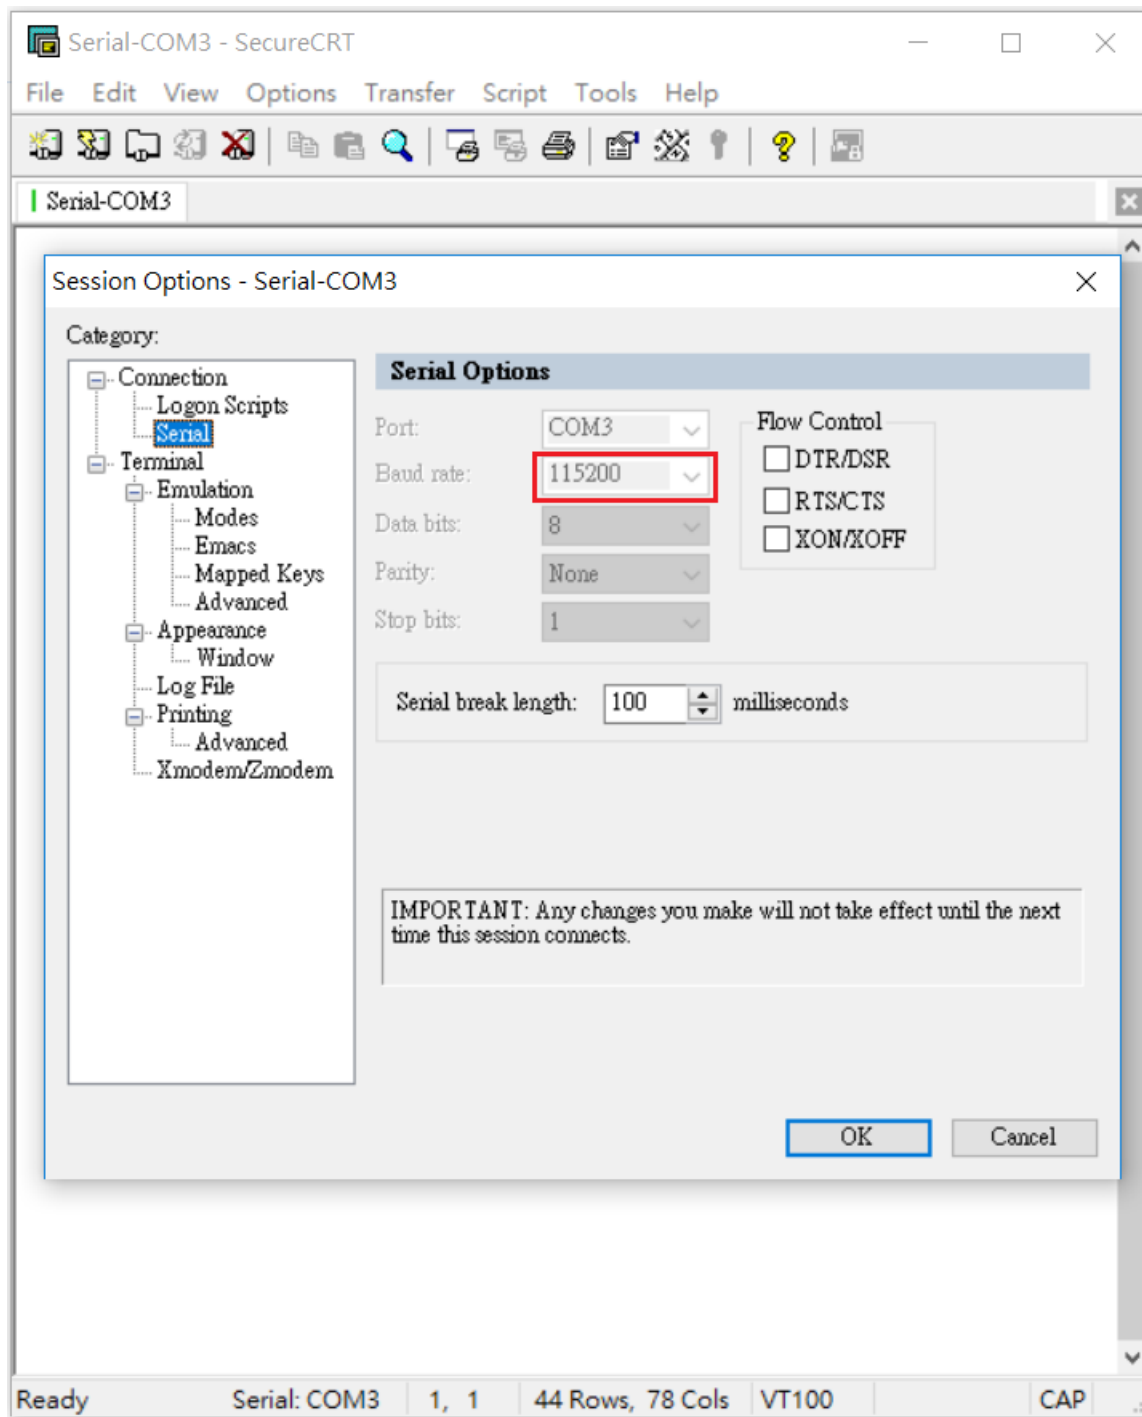 Serial-COM3 - SecureCRT
File Edit View Options Transfer Script Tools Help
Serial-COM3
Session Options - Serial-COM3
Category:
Connection
Logon Scripts
Serial
Terminal
Emulation
Modes
Emacs
Mapped Keys
Advanced
Appearance
Window
Log File
Printing
Advanced
Xmodem/Zmodem
Serial Options
Port: COM3
Baud rate: 115200
Data bits: 8
Parity: None
Stop bits: 1
Flow Control
DTR/DSR
RTS/CTS
XON/XOFF
Serial break length: 100 milliseconds
IMPORTANT: Any changes you make will not take effect until the next
time this session connects.
OK Cancel
Ready Serial: COM3 1, 1 44 Rows, 78 Cols VT100 CAP